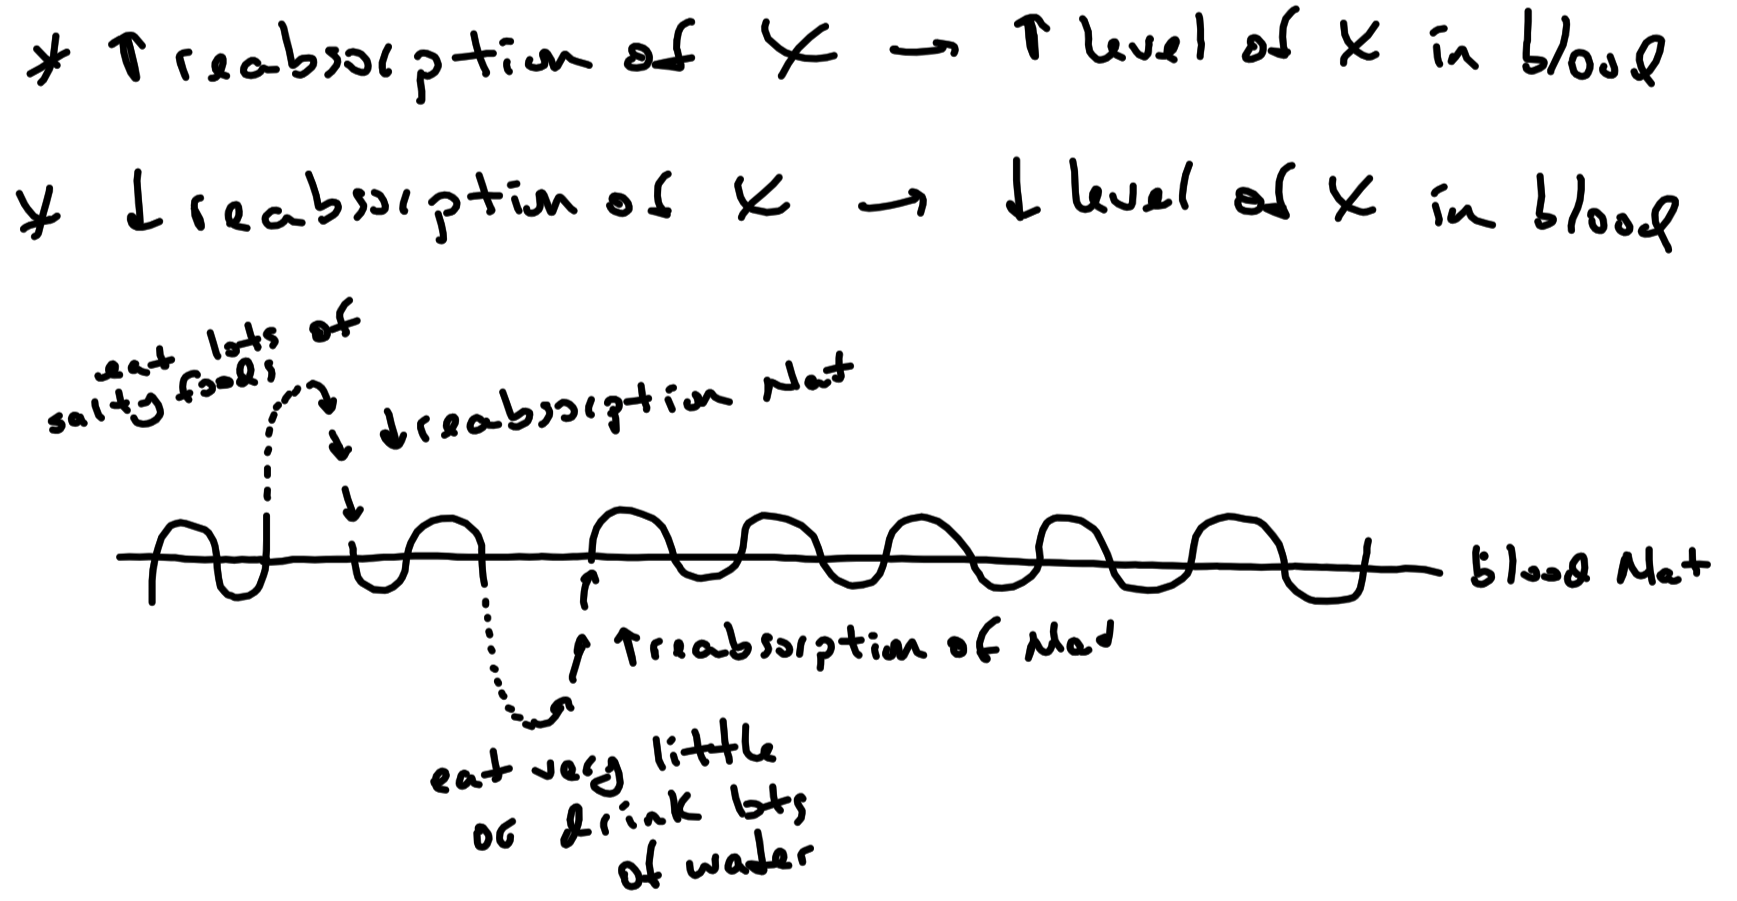 * ↑ reabsorption of X → ↑ level of X in blood
* ↓ reabsorption of X → ↓ level of X in blood
eat lots of
salty foods
↓ reabsorption Na+
blood Na+
↑ reabsorption of Na+
eat very little
or drink lots
of water